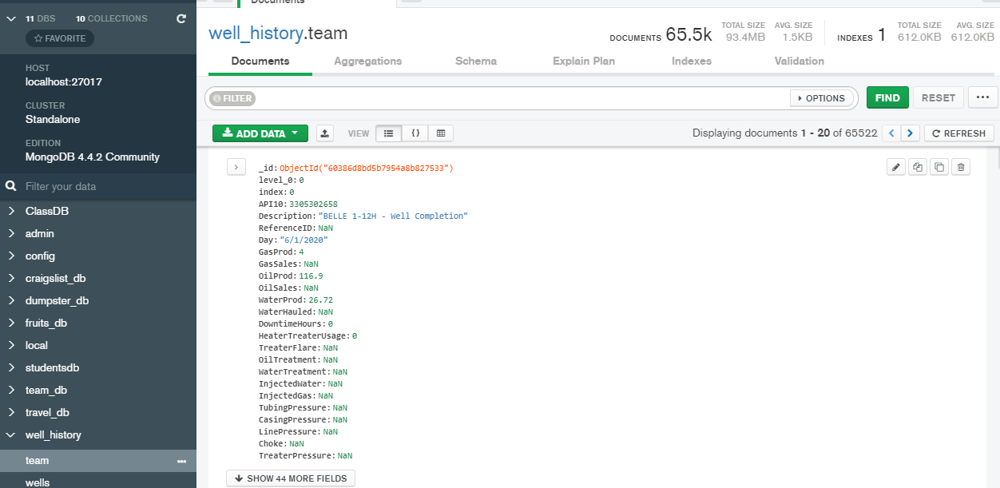 Documents
11 DBS 10 COLLECTIONS
FAVORITE
HOST
localhost:27017
CLUSTER
Standalone
EDITION
MongoDB 4.4.2 Community
Filter your data
ClassDB
admin
config
craigslist_db
dumpster_db
fruits_db
local
studentsdb
team_db
travel_db
well_history
team
wells
well_history.team
DOCUMENTS 65.5k
TOTAL SIZE 93.4MB
AVG. SIZE 1.5KB
INDEXES 1
TOTAL SIZE 612.0KB
AVG. SIZE 612.0KB
Documents Aggregations Schema Explain Plan Indexes Validation
FILTER OPTIONS FIND RESET ...
ADD DATA VIEW { } Displaying documents 1 - 20 of 65522 < > REFRESH
_id: ObjectId("60386d8bd5b7954a8b827533")
level_0: 0
index: 0
API10: 3305302658
Description: "BELLE 1-12H - Well Completion"
ReferenceID: NaN
Day: "6/1/2020"
GasProd: 4
GasSales: NaN
OilProd: 116.9
OilSales: NaN
WaterProd: 26.72
WaterHauled: NaN
DowntimeHours: 0
HeaterTreaterUsage: 0
TreaterFlare: NaN
OilTreatment: NaN
WaterTreatment: NaN
InjectedWater: NaN
InjectedGas: NaN
TubingPressure: NaN
CasingPressure: NaN
LinePressure: NaN
Choke: NaN
TreaterPressure: NaN
SHOW 44 MORE FIELDS